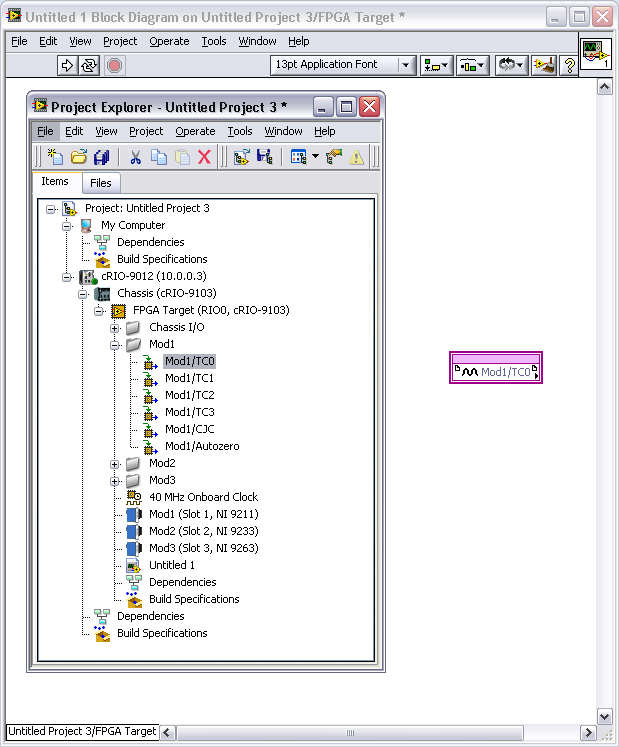 Untitled 1 Block Diagram on Untitled Project 3/FPGA Target *
File Edit View Project Operate Tools Window Help
13pt Application Font
1
Project Explorer - Untitled Project 3 *
File Edit View Project Operate Tools Window Help
Items Files
Project: Untitled Project 3
My Computer
Dependencies
Build Specifications
cRIO-9012 (10.0.0.3)
Chassis (cRIO-9103)
FPGA Target (RIO0, cRIO-9103)
Chassis I/O
Mod1
Mod1/TC0
Mod1/TC1
Mod1/TC2
Mod1/TC3
Mod1/CJC
Mod1/Autozero
Mod2
Mod3
40 MHz Onboard Clock
Mod1 (Slot 1, NI 9211)
Mod2 (Slot 2, NI 9233)
Mod3 (Slot 3, NI 9263)
Untitled 1
Dependencies
Build Specifications
Dependencies
Build Specifications
Mod1/TC0
Untitled Project 3/FPGA Target